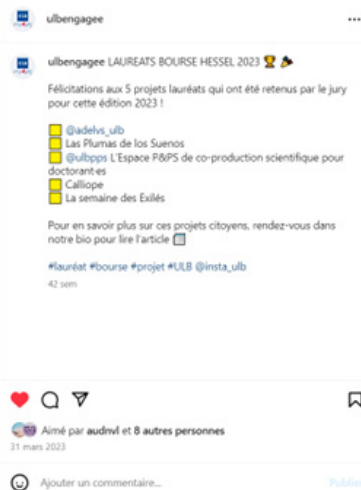 ulbengagee
ulbengagee LAUREATS BOURSE HESSEL 2023 🏆 🎉
Félicitations aux 5 projets lauréats qui ont été retenus par le jury
pour cette édition 2023 !
@adelvs_ulb
Las Plumas de los Suenos
@ulbpps L'Espace P&PS de co-production scientifique pour
doctorant·es
Calliope
La semaine des Exilés
Pour en savoir plus sur ces projets citoyens, rendez-vous dans
notre bio pour lire l'article
#lauréat #bourse #projet #ULB @insta_ulb
42 sem
Aimé par audnvl et 8 autres personnes
31 mars 2023
Ajouter un commentaire...
Publier